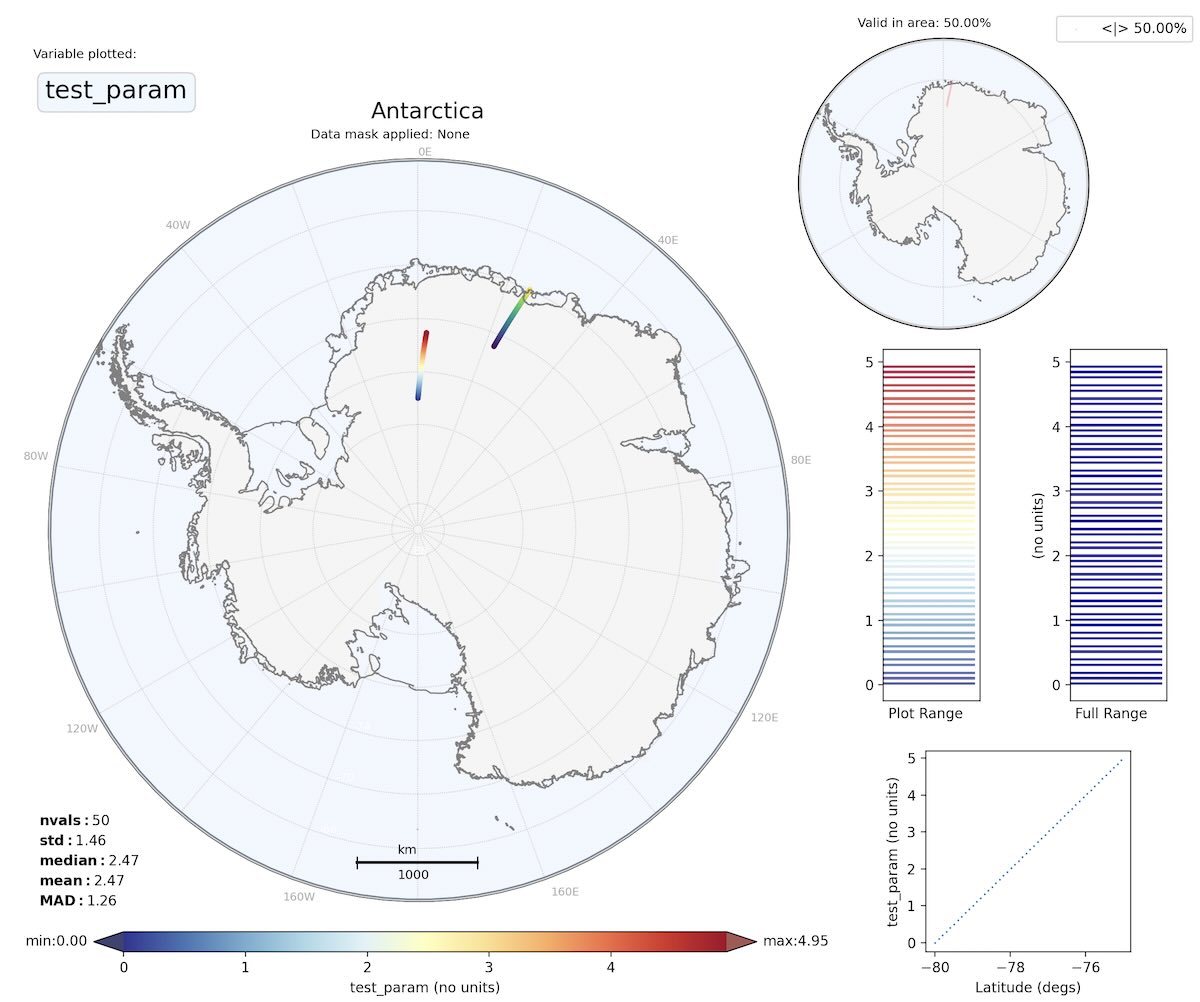 Variable plotted:
test_param
Antarctica
Data mask applied: None
0E
40W
40E
80W
80E
120W
120E
160W
160E
-70
km
1000
nvals: 50
std: 1.46
median: 2.47
mean: 2.47
MAD: 1.26
min:0.00
max:4.95
0 1 2 3 4
test_param (no units)
Valid in area: 50.00%
<|> 50.00%
5
4
3
2
1
0
Plot Range
(no units)
5
4
3
2
1
0
Full Range
test_param (no units)
5
4
3
2
1
0
−80 −78 −76
Latitude (degs)